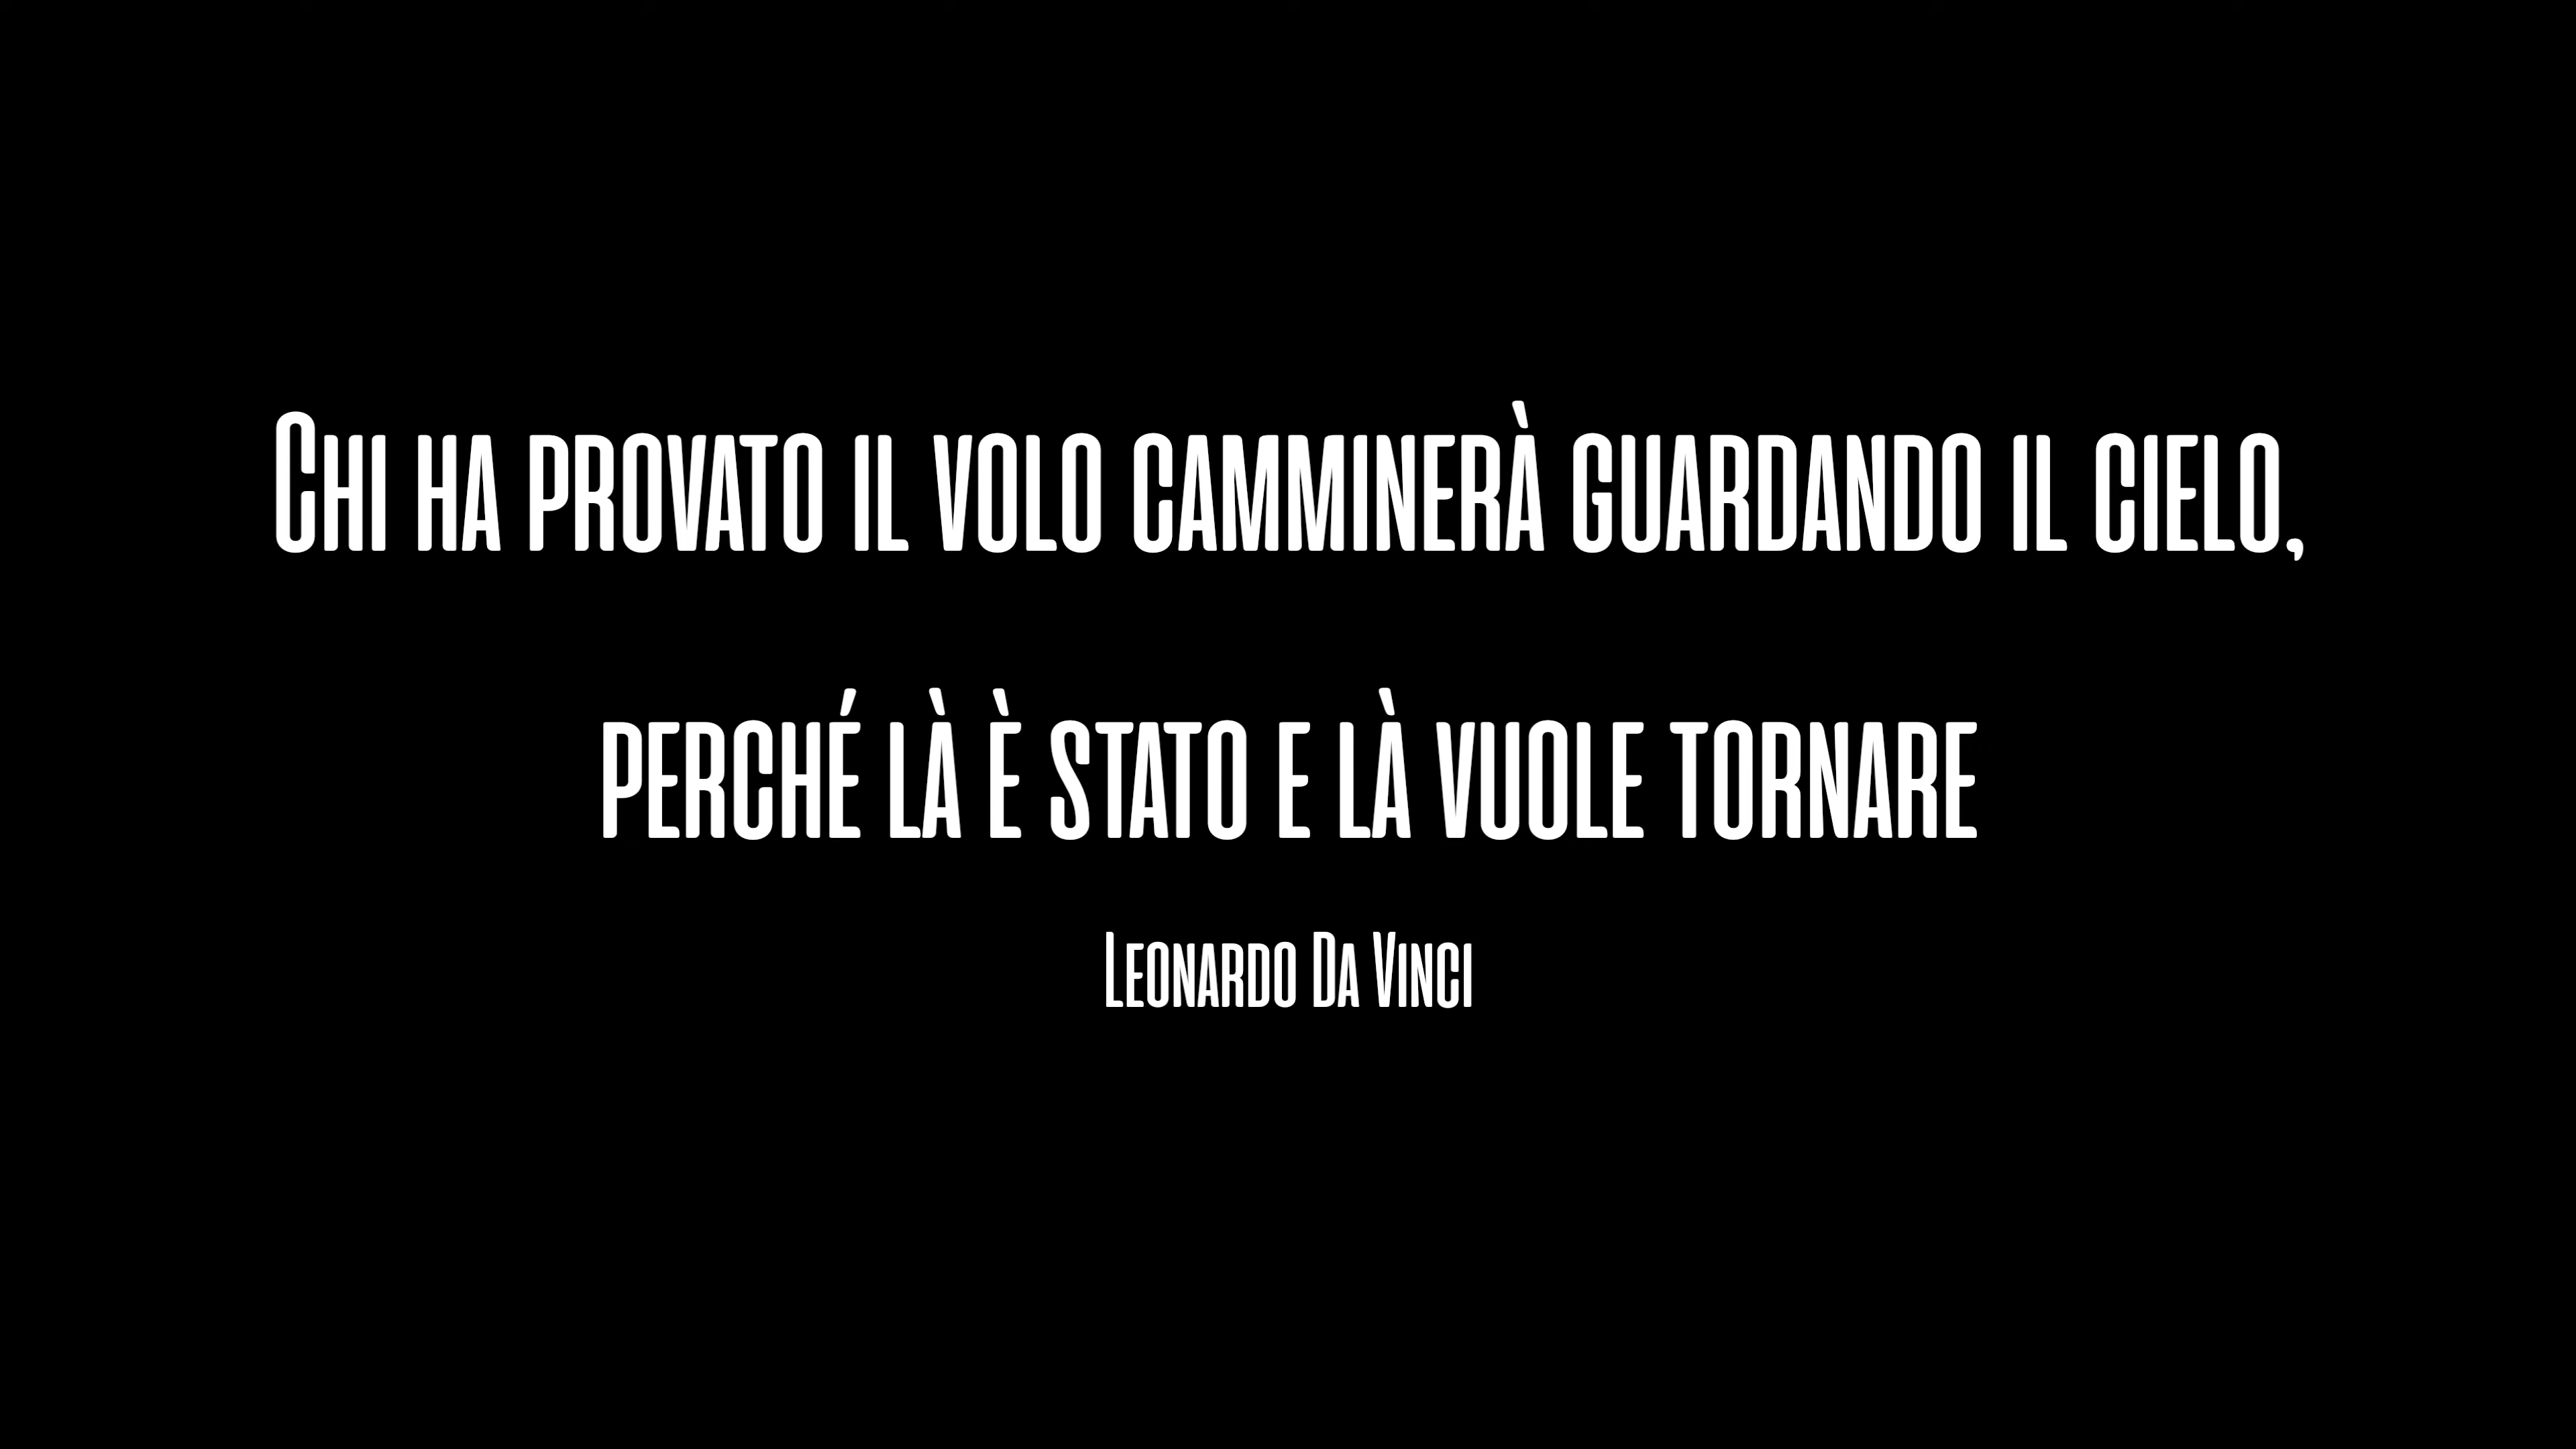 Chi ha provato il volo camminerà guardando il cielo,
perché là è stato e là vuole tornare
Leonardo Da Vinci